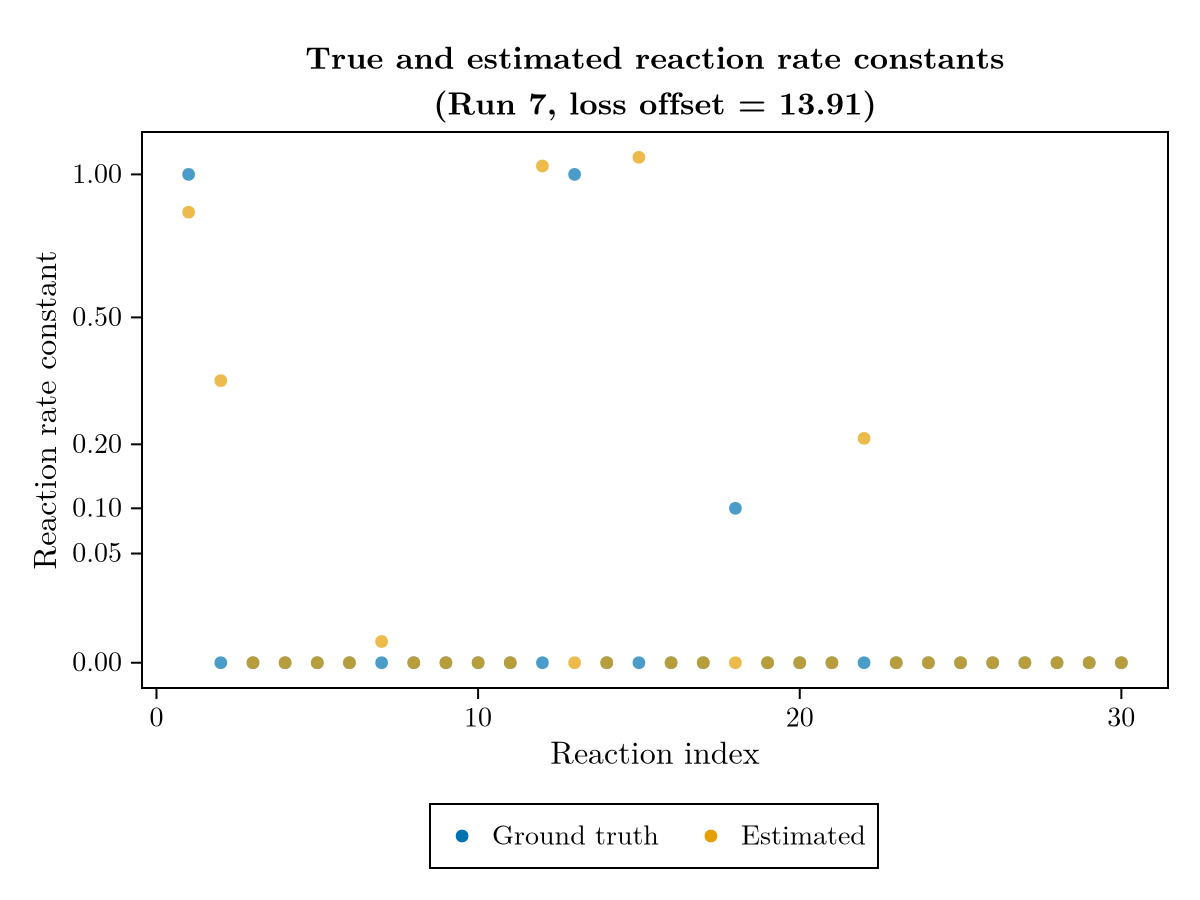 True and estimated reaction rate constants
(Run 7, loss offset = 13.91)
Reaction rate constant
1.00
0.50
0.20
0.10
0.05
0.00
0 10 20 30
Reaction index
Ground truth Estimated